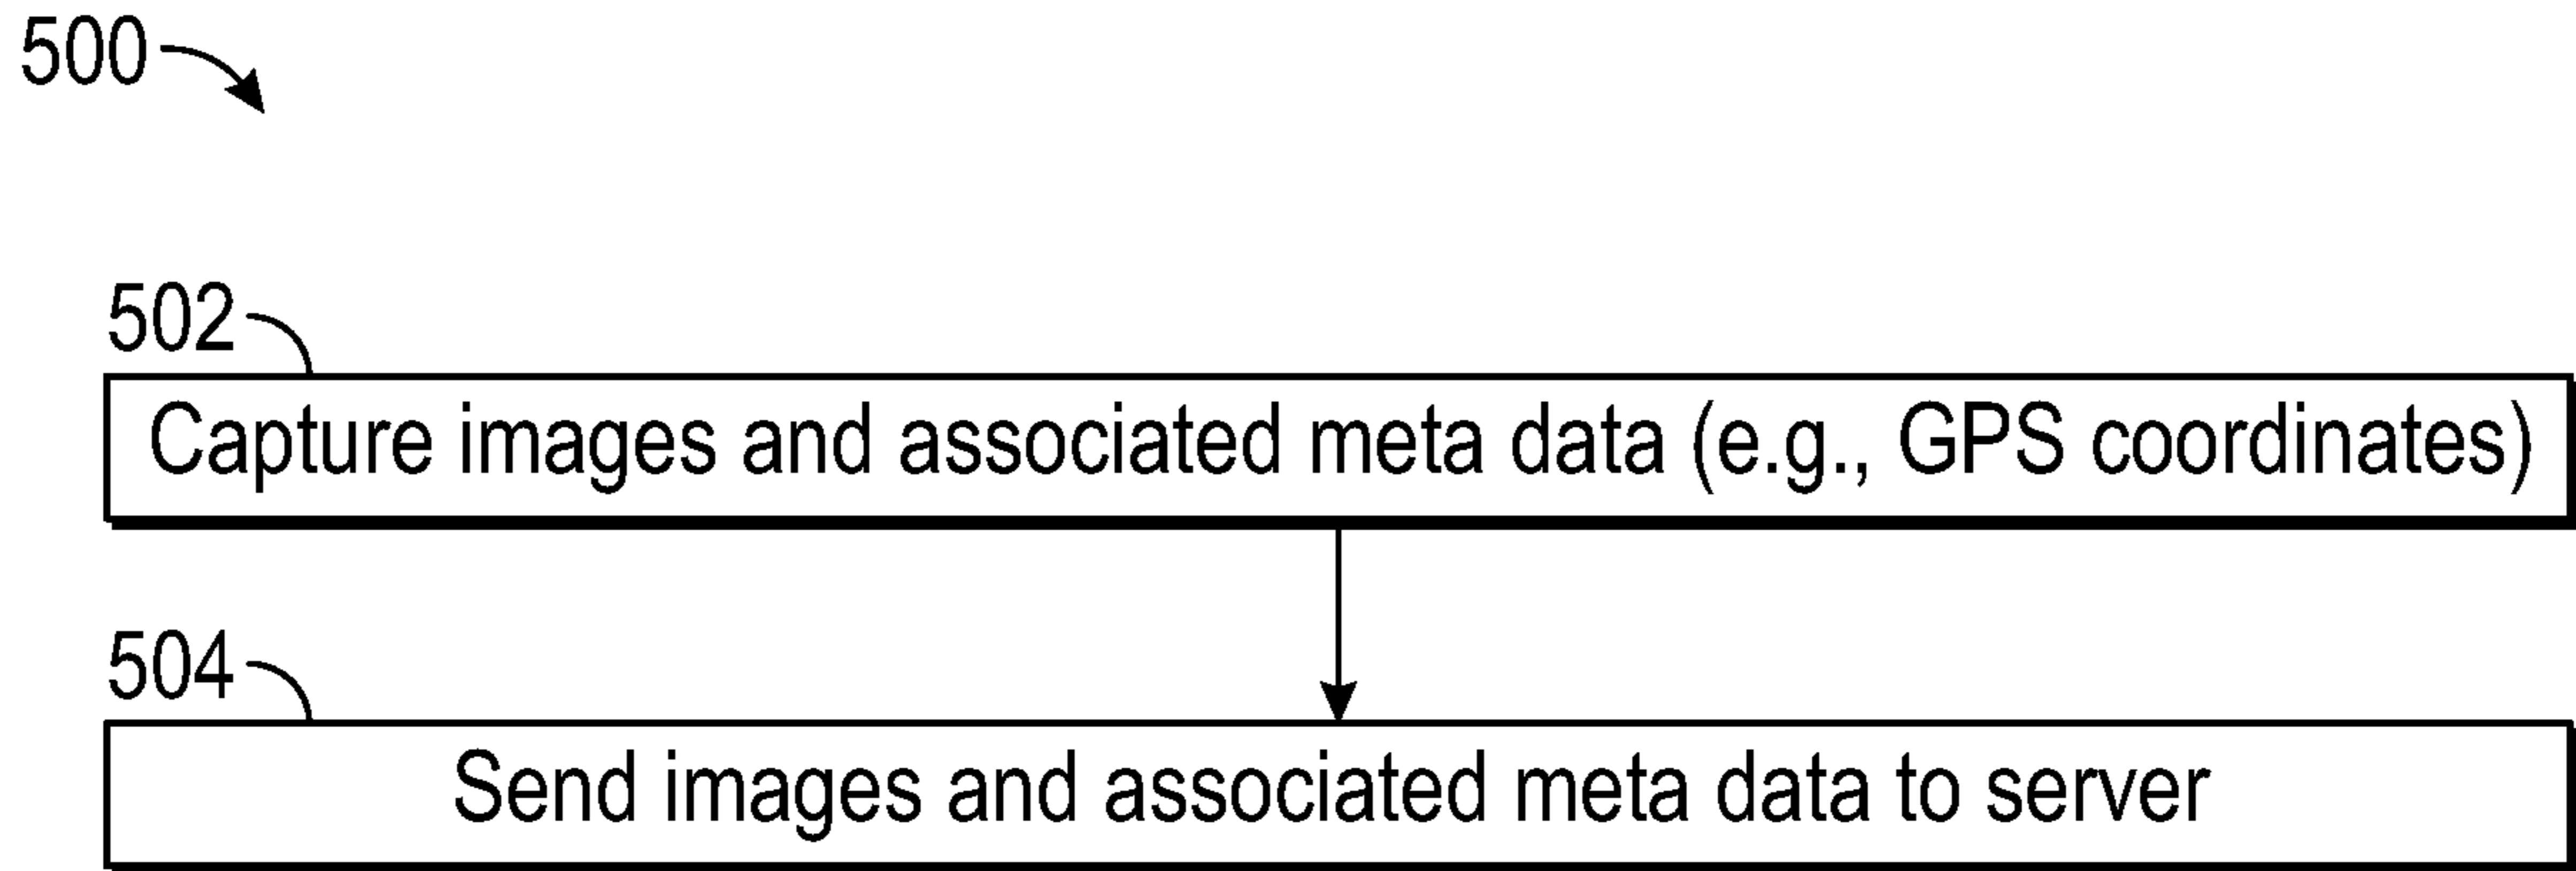 500
502
Capture images and associated meta data (e.g., GPS coordinates)
504
Send images and associated meta data to server